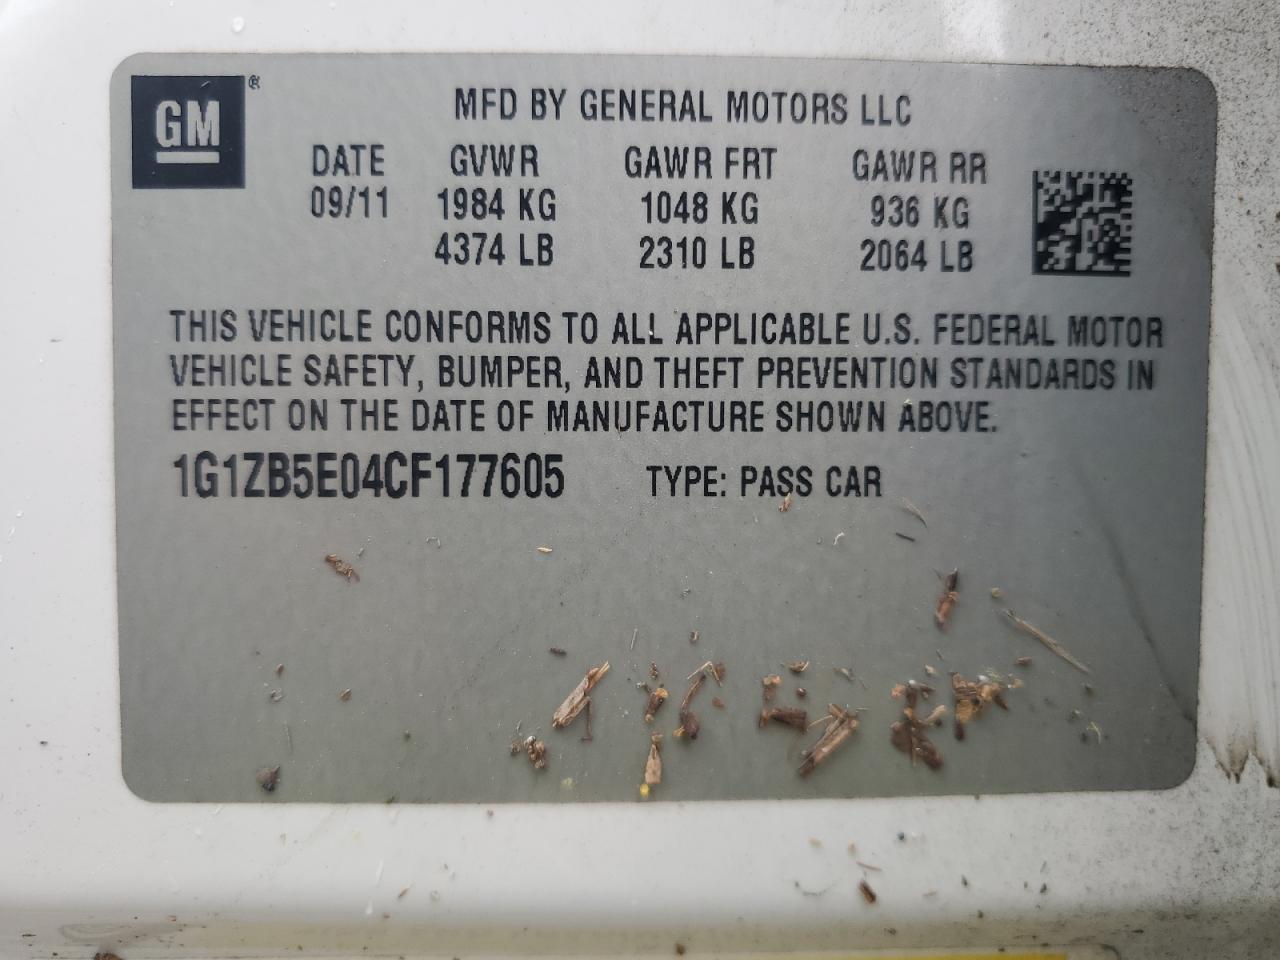 GM®
MFD BY GENERAL MOTORS LLC
DATE GVWR GAWR FRT GAWR RR
09/11 1984 KG 1048 KG 936 KG
4374 LB 2310 LB 2064 LB
THIS VEHICLE CONFORMS TO ALL APPLICABLE U.S. FEDERAL MOTOR
VEHICLE SAFETY, BUMPER, AND THEFT PREVENTION STANDARDS IN
EFFECT ON THE DATE OF MANUFACTURE SHOWN ABOVE.
1G1ZB5E04CF177605 TYPE: PASS CAR